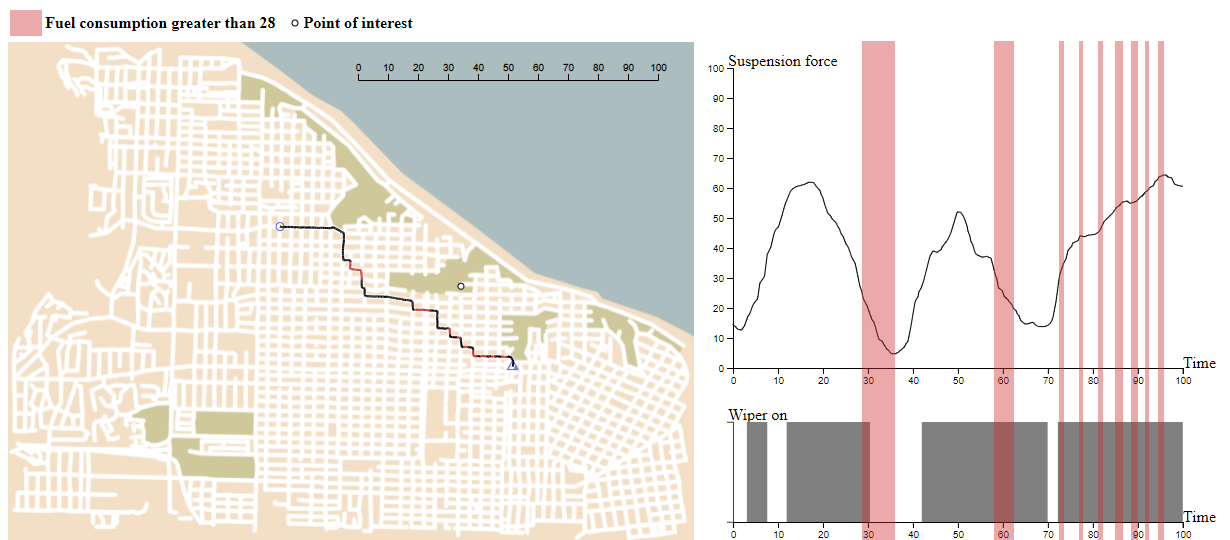 Fuel consumption greater than 28 Point of interest
0 10 20 30 40 50 60 70 80 90 100
Suspension force
100
90
80
70
60
50
40
30
20
10
0
Time
0 10 20 30 40 50 60 70 80 90 100
Wiper on
Time
0 10 20 30 40 50 60 70 80 90 100